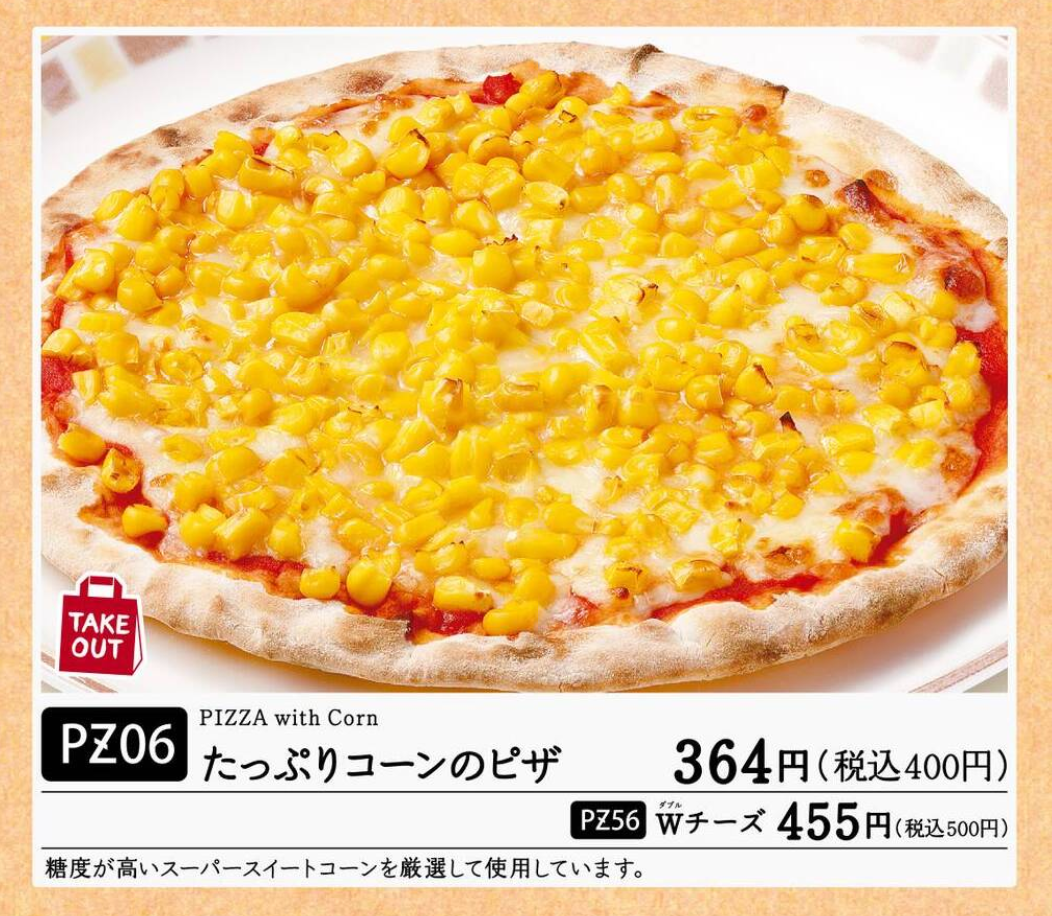 TAKE
OUT
PZ06
PIZZA with Corn
たっぷりコーンのピザ
364円(税込400円)
PZ56 Wチーズ 455円(税込500円)
ダブル
糖度が高いスーパースイートコーンを厳選して使用しています。